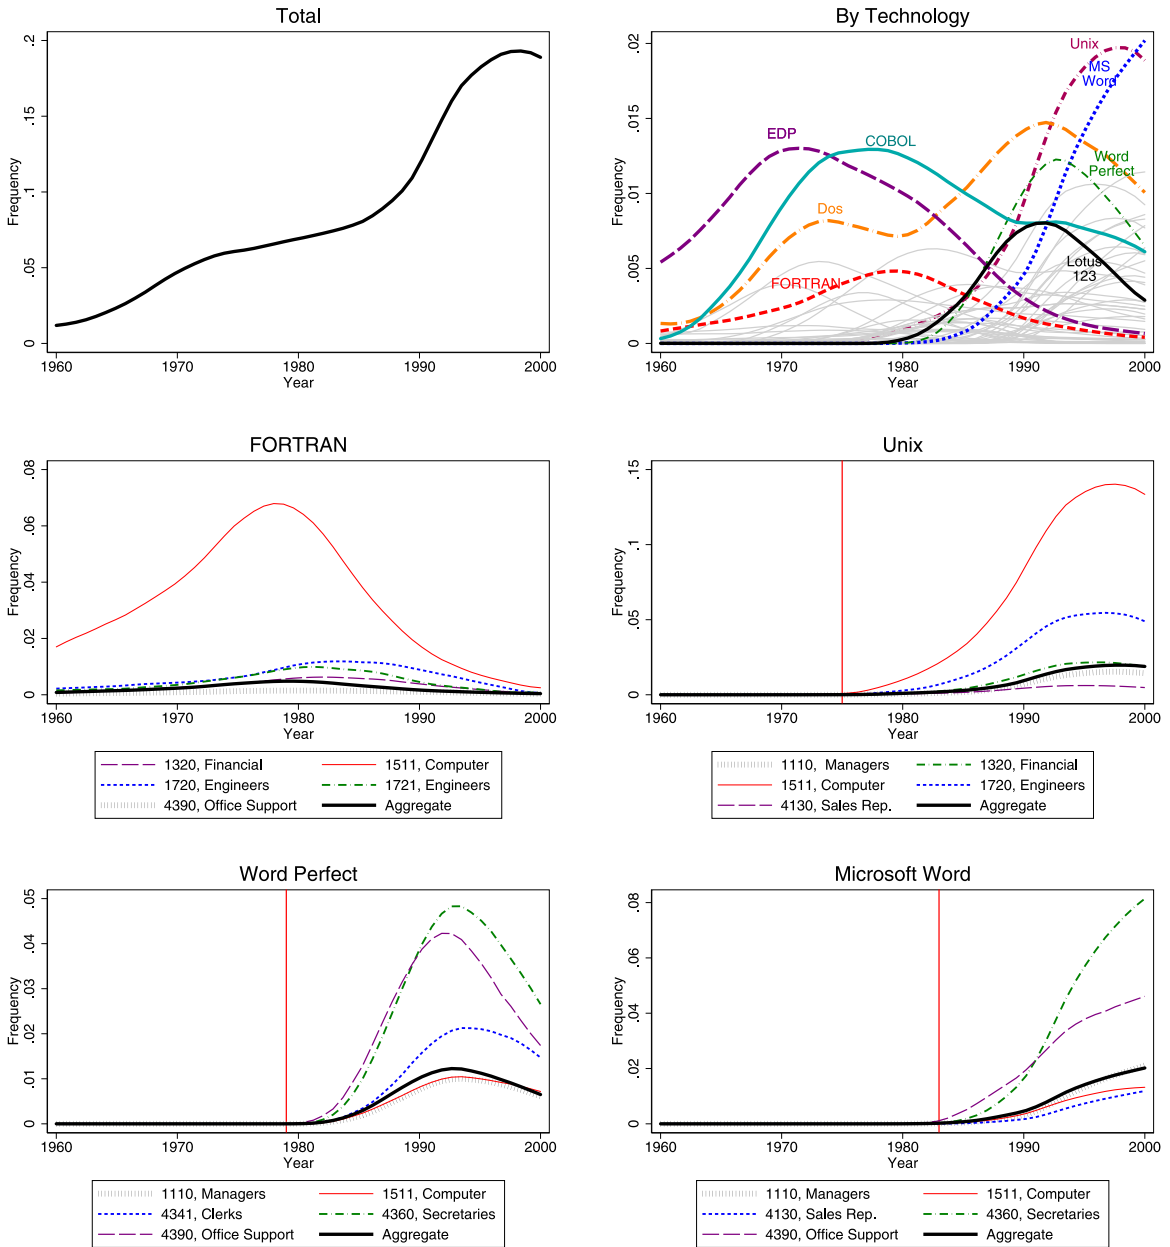 Total
Frequency
0 .05 .1 .15 .2
1960 1970 1980 1990 2000
Year
By Technology
Frequency
0 .005 .01 .015 .02
EDP
COBOL
Dos
FORTRAN
Unix
MS
Word
Word
Perfect
Lotus
123
1960 1970 1980 1990 2000
Year
FORTRAN
Frequency
0 .02 .04 .06 .08
1960 1970 1980 1990 2000
Year
1320, Financial 1511, Computer
1720, Engineers 1721, Engineers
4390, Office Support Aggregate
Unix
Frequency
0 .05 .1 .15
1960 1970 1980 1990 2000
Year
1110, Managers 1320, Financial
1511, Computer 1720, Engineers
4130, Sales Rep. Aggregate
Word Perfect
Frequency
0 .01 .02 .03 .04 .05
1960 1970 1980 1990 2000
Year
1110, Managers 1511, Computer
4341, Clerks 4360, Secretaries
4390, Office Support Aggregate
Microsoft Word
Frequency
0 .02 .04 .06 .08
1960 1970 1980 1990 2000
Year
1110, Managers 1511, Computer
4130, Sales Rep. 4360, Secretaries
4390, Office Support Aggregate